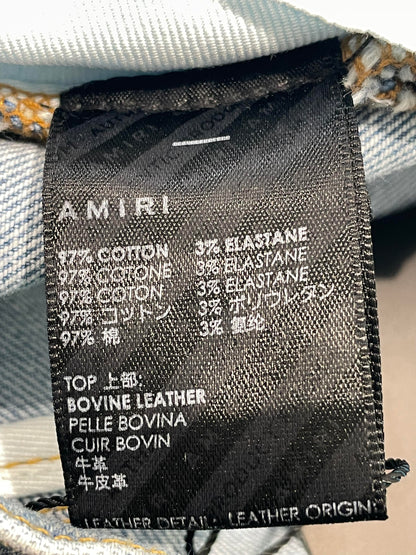 AMIRI
97% COTTON 3% ELASTANE
97% COTONE 3% ELASTANE
97% COTON 3% ELASTANE
97% コットン 3% ポリウレタン
97% 棉 3% 氨纶
TOP 上部:
BOVINE LEATHER
PELLE BOVINA
CUIR BOVIN
牛革
牛皮革
LEATHER DETAIL: LEATHER ORIGIN: